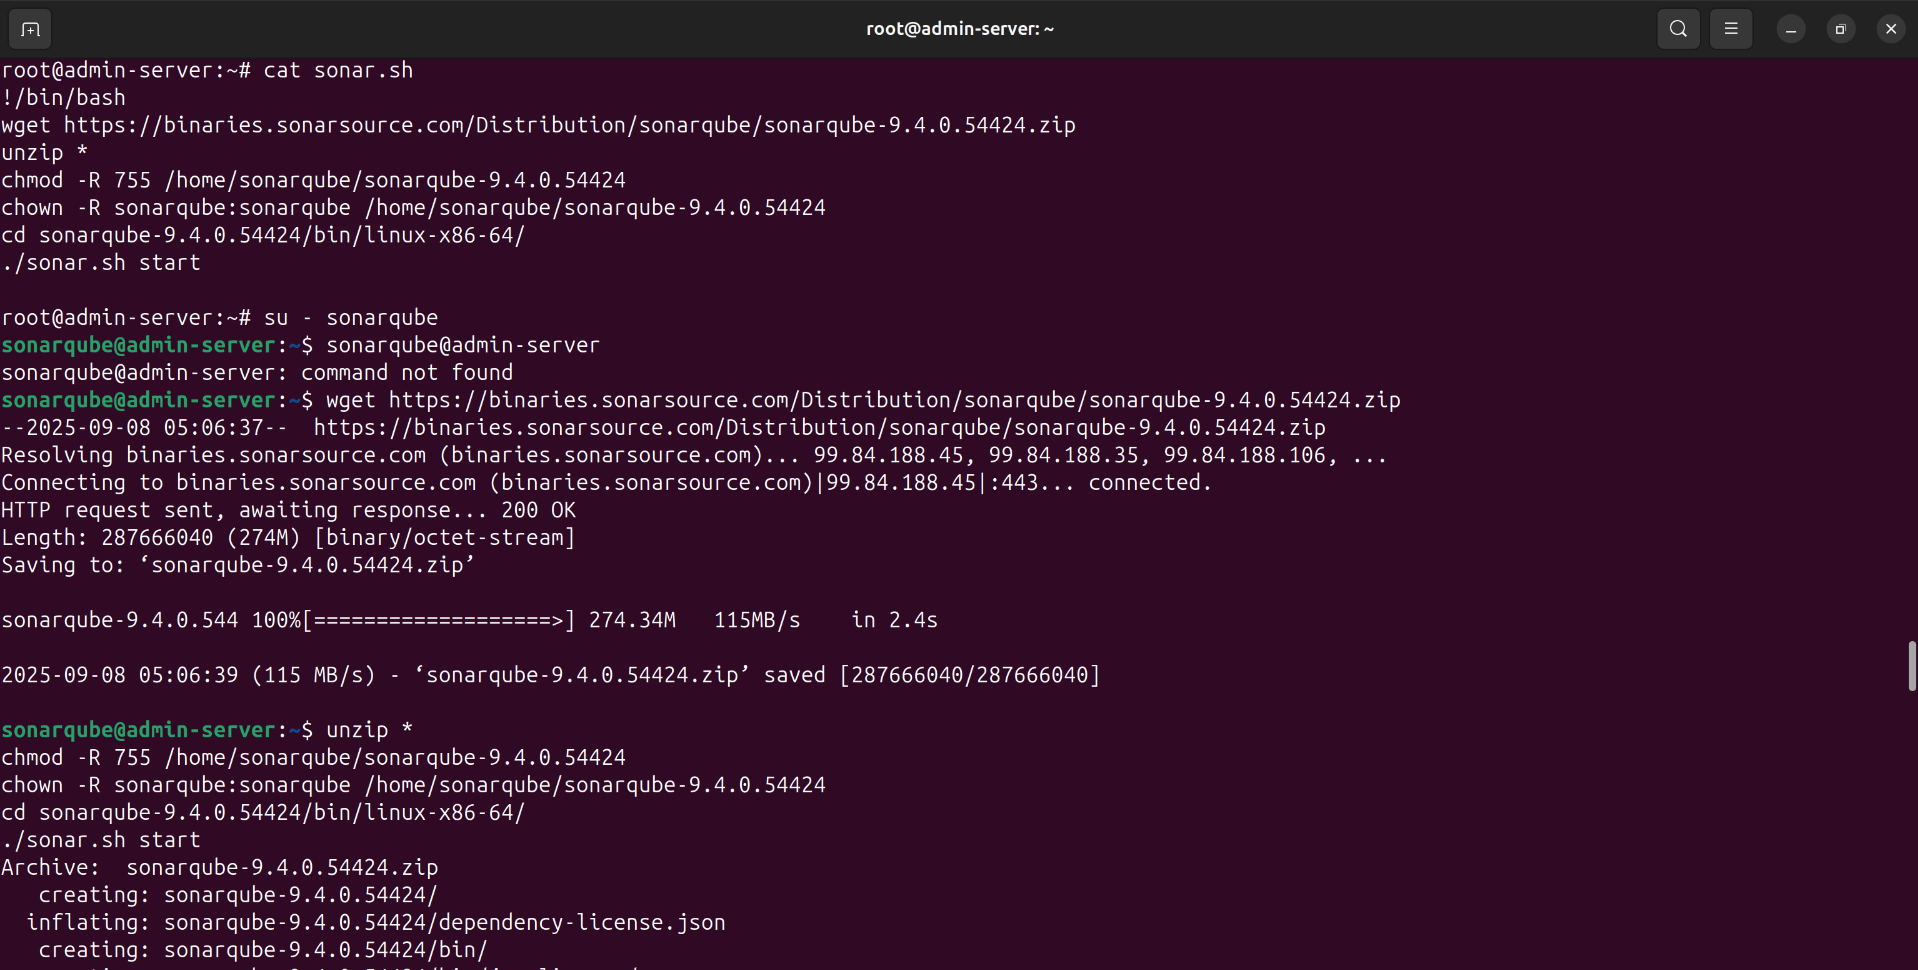 root@admin-server: ~
root@admin-server:~# cat sonar.sh
!/bin/bash
wget https://binaries.sonarsource.com/Distribution/sonarqube/sonarqube-9.4.0.54424.zip
unzip *
chmod -R 755 /home/sonarqube/sonarqube-9.4.0.54424
chown -R sonarqube:sonarqube /home/sonarqube/sonarqube-9.4.0.54424
cd sonarqube-9.4.0.54424/bin/linux-x86-64/
./sonar.sh start
root@admin-server:~# su - sonarqube
sonarqube@admin-server:~$ sonarqube@admin-server
sonarqube@admin-server: command not found
sonarqube@admin-server:~$ wget https://binaries.sonarsource.com/Distribution/sonarqube/sonarqube-9.4.0.54424.zip
--2025-09-08 05:06:37--  https://binaries.sonarsource.com/Distribution/sonarqube/sonarqube-9.4.0.54424.zip
Resolving binaries.sonarsource.com (binaries.sonarsource.com)... 99.84.188.45, 99.84.188.35, 99.84.188.106, ...
Connecting to binaries.sonarsource.com (binaries.sonarsource.com)|99.84.188.45|:443... connected.
HTTP request sent, awaiting response... 200 OK
Length: 287666040 (274M) [binary/octet-stream]
Saving to: ‘sonarqube-9.4.0.54424.zip’
sonarqube-9.4.0.544 100%[===================>] 274.34M   115MB/s    in 2.4s
2025-09-08 05:06:39 (115 MB/s) - ‘sonarqube-9.4.0.54424.zip’ saved [287666040/287666040]
sonarqube@admin-server:~$ unzip *
chmod -R 755 /home/sonarqube/sonarqube-9.4.0.54424
chown -R sonarqube:sonarqube /home/sonarqube/sonarqube-9.4.0.54424
cd sonarqube-9.4.0.54424/bin/linux-x86-64/
./sonar.sh start
Archive:  sonarqube-9.4.0.54424.zip
   creating: sonarqube-9.4.0.54424/
  inflating: sonarqube-9.4.0.54424/dependency-license.json
   creating: sonarqube-9.4.0.54424/bin/